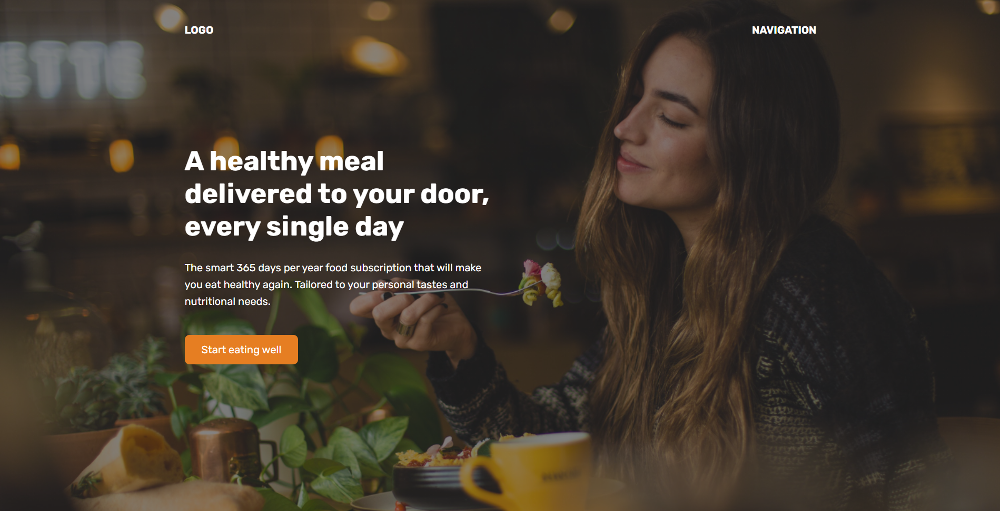 LOGO
NAVIGATION
ETTE
A healthy meal
delivered to your door,
every single day
The smart 365 days per year food subscription that will make
you eat healthy again. Tailored to your personal tastes and
nutritional needs.
Start eating well